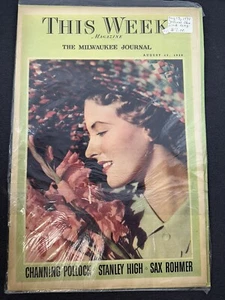 THIS WEEK
MAGAZINE
THE MILWAUKEE JOURNAL
CHANNING POLLOCK STANLEY HIGH SAX ROHMER